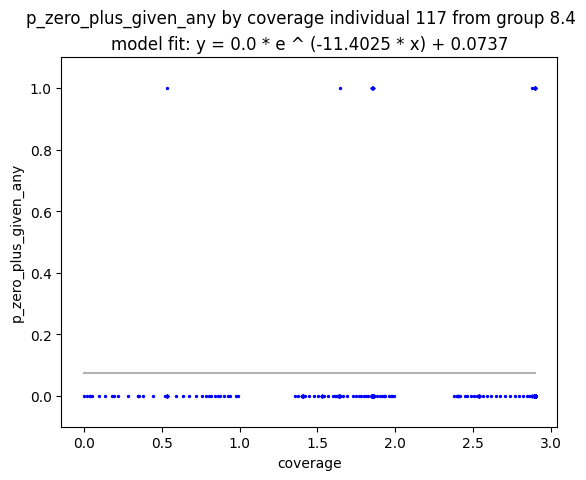 p_zero_plus_given_any by coverage individual 117 from group 8.4
model fit: y = 0.0 * e ^ (-11.4025 * x) + 0.0737
1.0
0.8
0.6
0.4
0.2
0.0
p_zero_plus_given_any
0.0 0.5 1.0 1.5 2.0 2.5 3.0
coverage